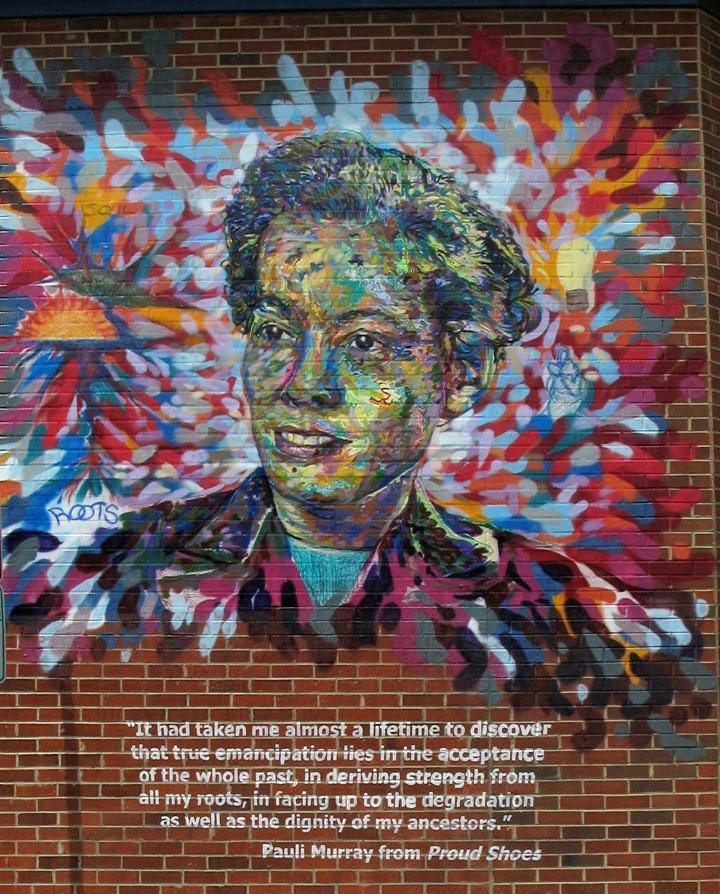 ROOTS
"It had taken me almost a lifetime to discover
that true emancipation lies in the acceptance
of the whole past, in deriving strength from
all my roots, in facing up to the degradation
as well as the dignity of my ancestors."
Pauli Murray from Proud Shoes